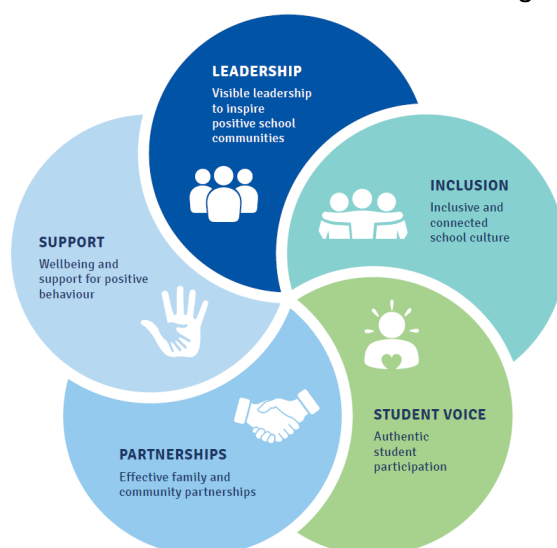 LEADERSHIP
Visible leadership
to inspire
positive school
communities
INCLUSION
Inclusive and
connected
school culture
STUDENT VOICE
Authentic
student
participation
PARTNERSHIPS
Effective family and
community partnerships
SUPPORT
Wellbeing and
support for positive
behaviour